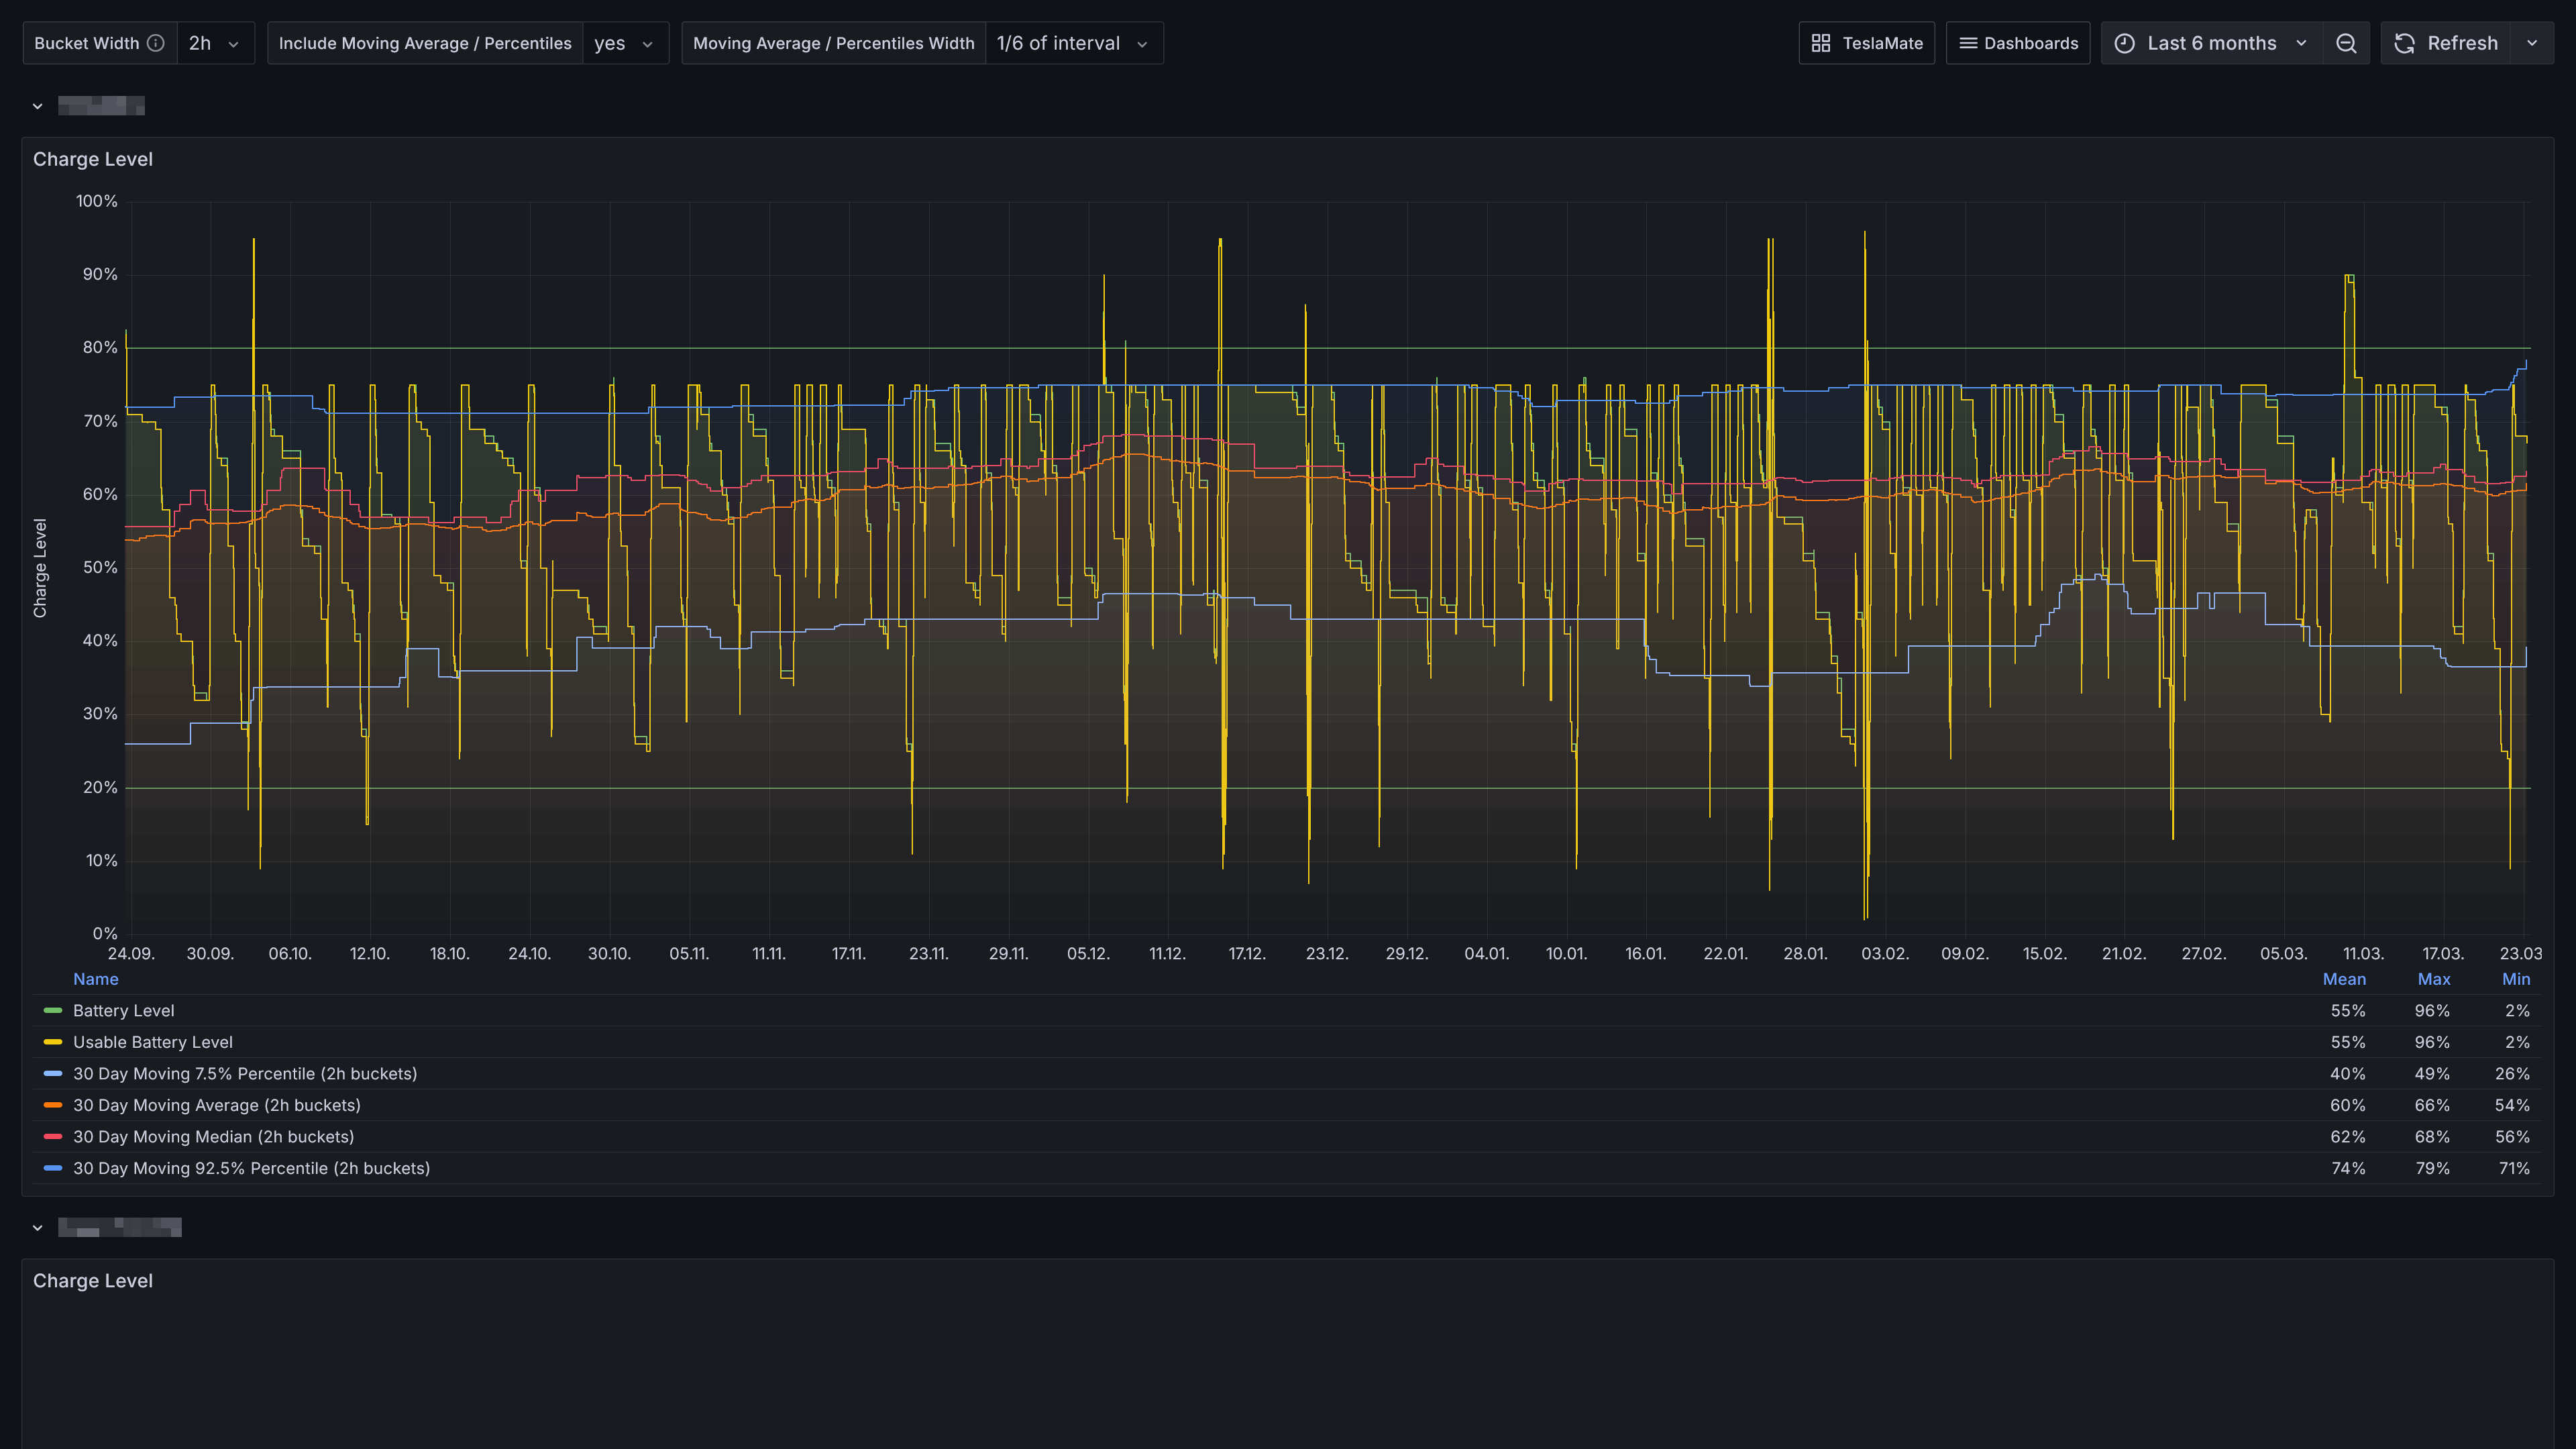 Bucket Width 2h Include Moving Average / Percentiles yes Moving Average / Percentiles Width 1/6 of interval TeslaMate Dashboards Last 6 months Refresh
Charge Level
100%
90%
80%
70%
60%
50%
40%
30%
20%
10%
0%
Charge Level
24.09. 30.09. 06.10. 12.10. 18.10. 24.10. 30.10. 05.11. 11.11. 17.11. 23.11. 29.11. 05.12. 11.12. 17.12. 23.12. 29.12. 04.01. 10.01. 16.01. 22.01. 28.01. 03.02. 09.02. 15.02. 21.02. 27.02. 05.03. 11.03. 17.03. 23.03
Name Mean Max Min
Battery Level 55% 96% 2%
Usable Battery Level 55% 96% 2%
30 Day Moving 7.5% Percentile (2h buckets) 40% 49% 26%
30 Day Moving Average (2h buckets) 60% 66% 54%
30 Day Moving Median (2h buckets) 62% 68% 56%
30 Day Moving 92.5% Percentile (2h buckets) 74% 79% 71%
Charge Level